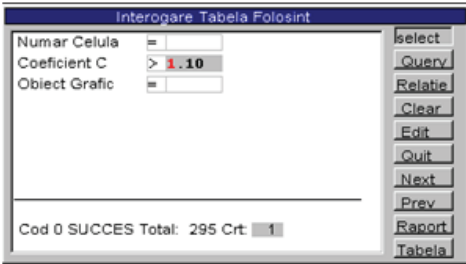 Interogare Tabela Folosint
Numar Celula =
Coeficient C > 1.10
Obiect Grafic =
Cod 0 SUCCES Total: 295 Crt: 1
select
Query
Relatie
Clear
Edit
Quit
Next
Prev
Raport
Tabela